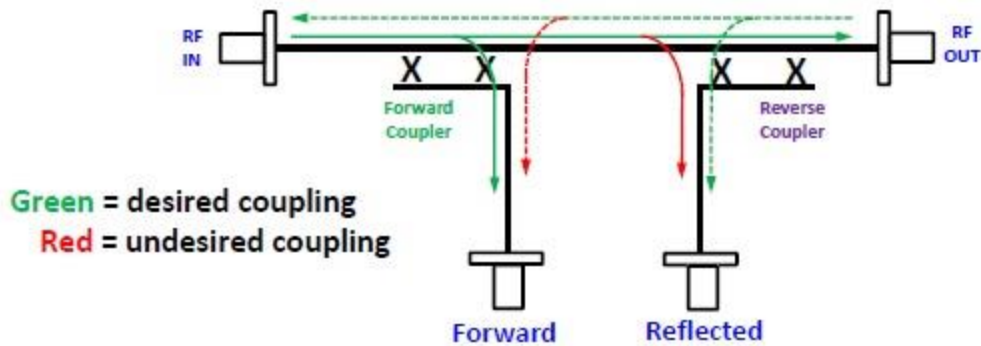 RF
IN
RF
OUT
X X
X X
Forward
Coupler
Reverse
Coupler
Green = desired coupling
Red = undesired coupling
Forward
Reflected